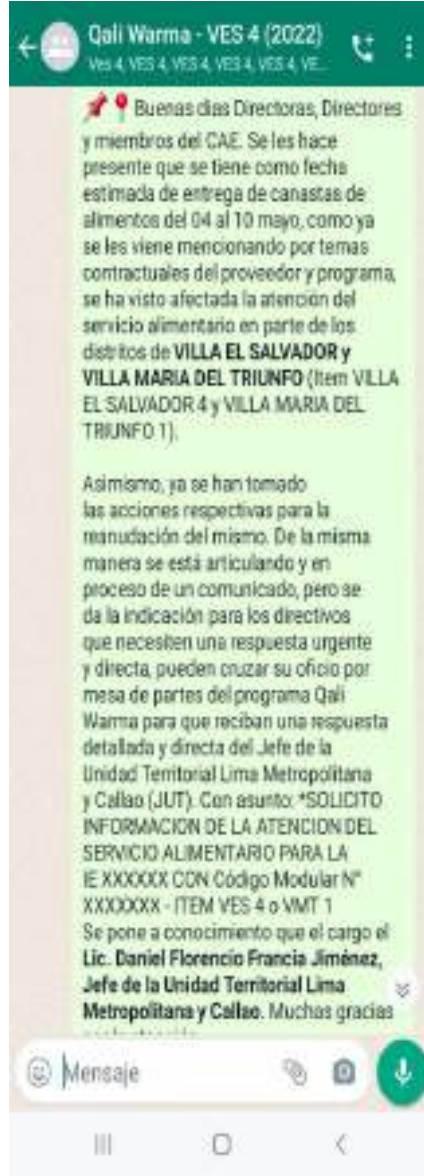 Qali Warma - VES 4 (2022)
Ves 4, VES 4, VES 4, VES 4, VES 4, VE...
Buenas dias Directoras, Directores
y miembros del CAE. Se les hace
presente que se tiene como fecha
estimada de entrega de canastas de
alimentos del 04 al 10 mayo, como ya
se les viene mencionando por temas
contractuales del proveedor y programa,
se ha visto afectada la atención del
servicio alimentario en parte de los
distritos de VILLA EL SALVADOR y
VILLA MARIA DEL TRIUNFO (Item VILLA
EL SALVADOR 4 y VILLA MARIA DEL
TRIUNFO 1).
Asimismo, ya se han tomado
las acciones respectivas para la
reanudación del mismo. De la misma
manera se está articulando y en
proceso de un comunicado, pero se
da la indicación para los directivos
que necesiten una respuesta urgente
y directa, pueden cruzar su oficio por
mesa de partes del programa Qali
Warma para que reciban una respuesta
detallada y directa del Jefe de la
Unidad Territorial Lima Metropolitana
y Callao (JUT). Con asunto: *SOLICITO
INFORMACION DE LA ATENCION DEL
SERVICIO ALIMENTARIO PARA LA
IE XXXXXX CON Código Modular N°
XXXXXXX - ITEM VES 4 o VMT 1
Se pone a conocimiento que el cargo el
Lic. Daniel Florencio Francia Jiménez,
Jefe de la Unidad Territorial Lima
Metropolitana y Callao. Muchas gracias
Mensaje